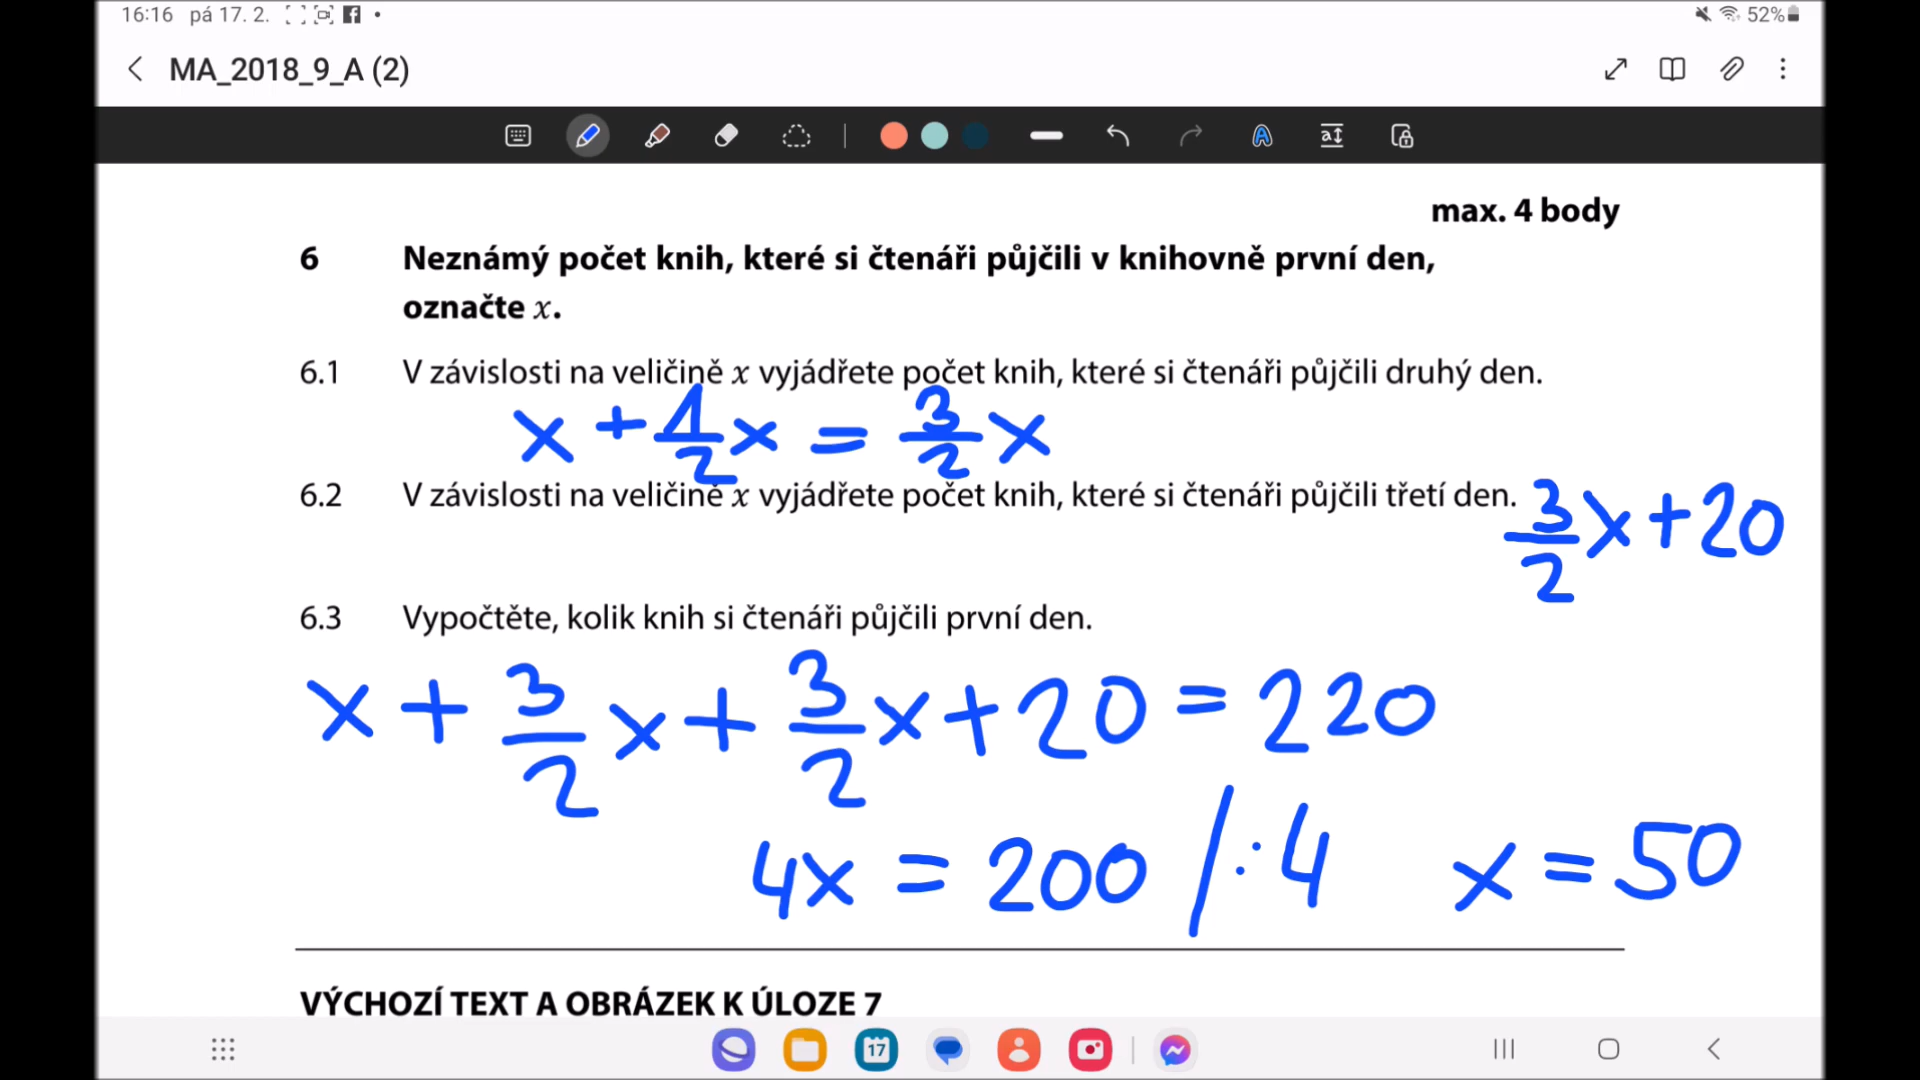 16:16 pá 17. 2.
52%
MA_2018_9_A (2)
max. 4 body
6 Neznámý počet knih, které si čtenáři půjčili v knihovně první den,
označte x.
6.1 V závislosti na veličině x vyjádřete počet knih, které si čtenáři půjčili druhý den.
x + 1/2 x = 3/2 x
6.2 V závislosti na veličině x vyjádřete počet knih, které si čtenáři půjčili třetí den.
3/2 x + 20
6.3 Vypočtěte, kolik knih si čtenáři půjčili první den.
x + 3/2 x + 3/2 x + 20 = 220
4x = 200 / : 4 x = 50
VÝCHOZÍ TEXT A OBRÁZEK K ÚLOZE 7
17